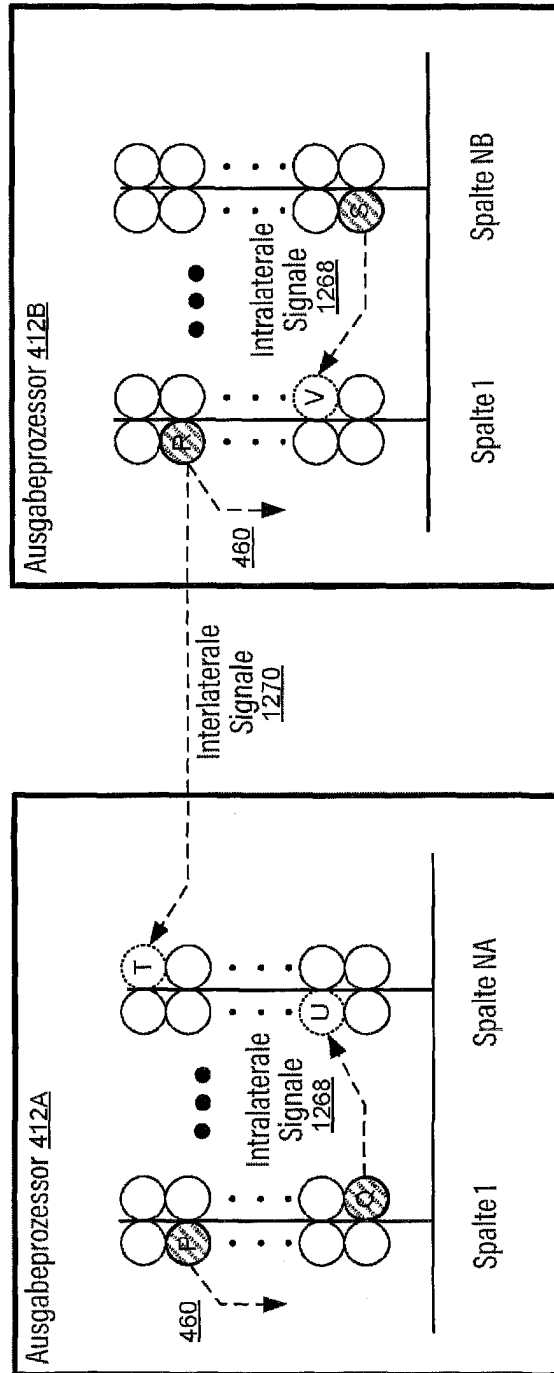 Ausgabeprozessor 412A
460
P
Q
Intralaterale
Signale
1268
T
U
Spalte 1
Spalte NA
Interlaterale
Signale
1270
Ausgabeprozessor 412B
460
R
Intralaterale
Signale
1268
V
S
Spalte 1
Spalte NB